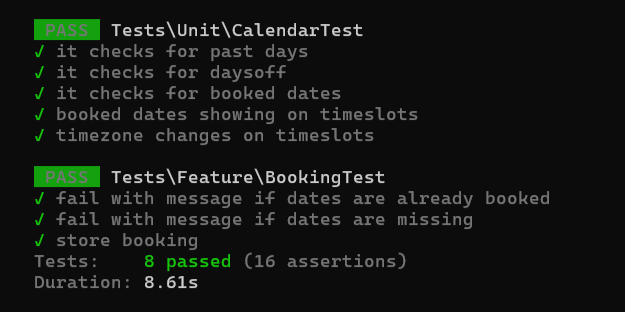 PASS Tests\Unit\CalendarTest
✓ it checks for past days
✓ it checks for daysoff
✓ it checks for booked dates
✓ booked dates showing on timeslots
✓ timezone changes on timeslots
PASS Tests\Feature\BookingTest
✓ fail with message if dates are already booked
✓ fail with message if dates are missing
✓ store booking
Tests: 8 passed (16 assertions)
Duration: 8.61s